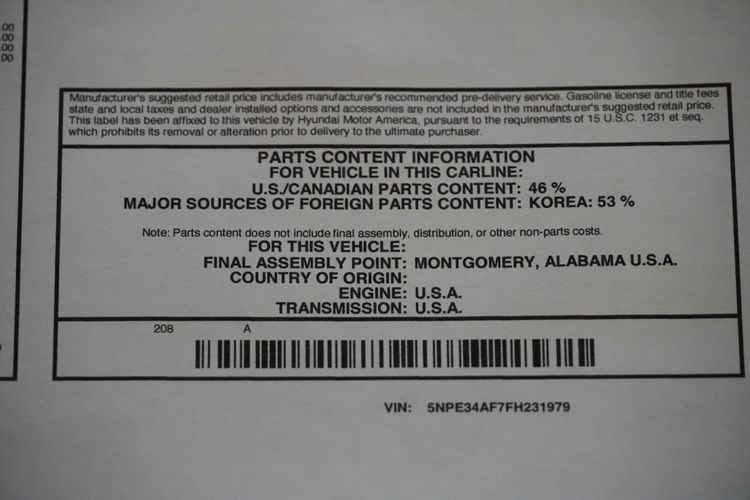 .00
.00
.00
.00
Manufacturer's suggested retail price includes manufacturer's recommended pre-delivery service. Gasoline license and title fees
state and local taxes and dealer installed options and accessories are not included in the manufacturer's suggested retail price.
This label has been affixed to this vehicle by Hyundai Motor America, pursuant to the requirements of 15 U.S.C. 1231 et seq.
which prohibits its removal or alteration prior to delivery to the ultimate purchaser.
PARTS CONTENT INFORMATION
FOR VEHICLE IN THIS CARLINE:
U.S./CANADIAN PARTS CONTENT: 46 %
MAJOR SOURCES OF FOREIGN PARTS CONTENT: KOREA: 53 %
Note: Parts content does not include final assembly, distribution, or other non-parts costs.
FOR THIS VEHICLE:
FINAL ASSEMBLY POINT: MONTGOMERY, ALABAMA U.S.A.
COUNTRY OF ORIGIN:
ENGINE: U.S.A.
TRANSMISSION: U.S.A.
208 A
VIN: 5NPE34AF7FH231979